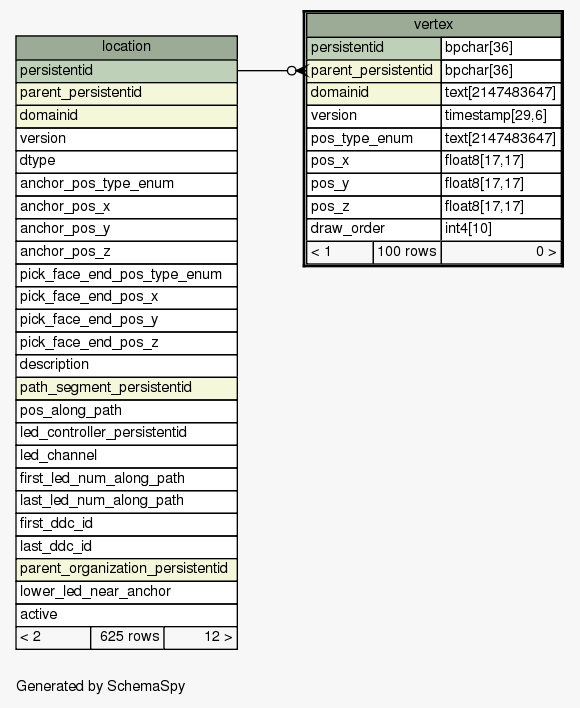 location
persistentid
parent_persistentid
domainid
version
dtype
anchor_pos_type_enum
anchor_pos_x
anchor_pos_y
anchor_pos_z
pick_face_end_pos_type_enum
pick_face_end_pos_x
pick_face_end_pos_y
pick_face_end_pos_z
description
path_segment_persistentid
pos_along_path
led_controller_persistentid
led_channel
first_led_num_along_path
last_led_num_along_path
first_ddc_id
last_ddc_id
parent_organization_persistentid
lower_led_near_anchor
active
< 2 625 rows 12 >
vertex
persistentid bpchar[36]
parent_persistentid bpchar[36]
domainid text[2147483647]
version timestamp[29,6]
pos_type_enum text[2147483647]
pos_x float8[17,17]
pos_y float8[17,17]
pos_z float8[17,17]
draw_order int4[10]
< 1 100 rows 0 >
Generated by SchemaSpy